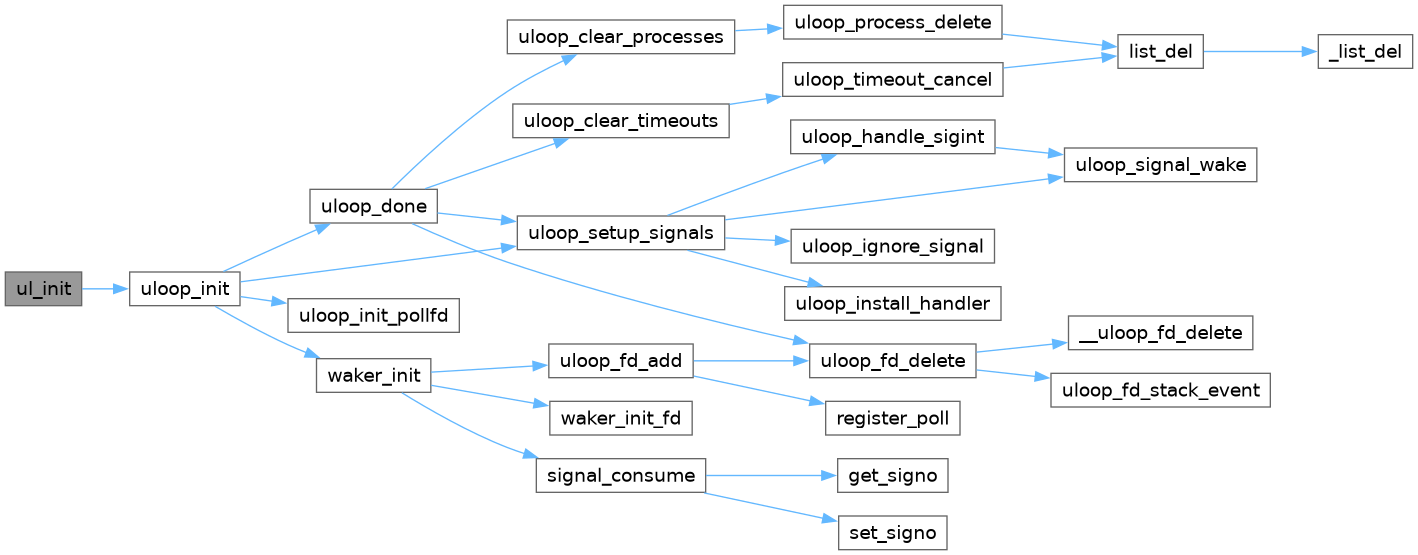 uloop_process_delete
uloop_clear_processes
list_del
_list_del
uloop_timeout_cancel
uloop_clear_timeouts
uloop_handle_sigint
uloop_signal_wake
uloop_done
uloop_setup_signals
uloop_ignore_signal
ul_init
uloop_init
uloop_install_handler
uloop_init_pollfd
__uloop_fd_delete
uloop_fd_add
uloop_fd_delete
waker_init
uloop_fd_stack_event
waker_init_fd
register_poll
signal_consume
get_signo
set_signo